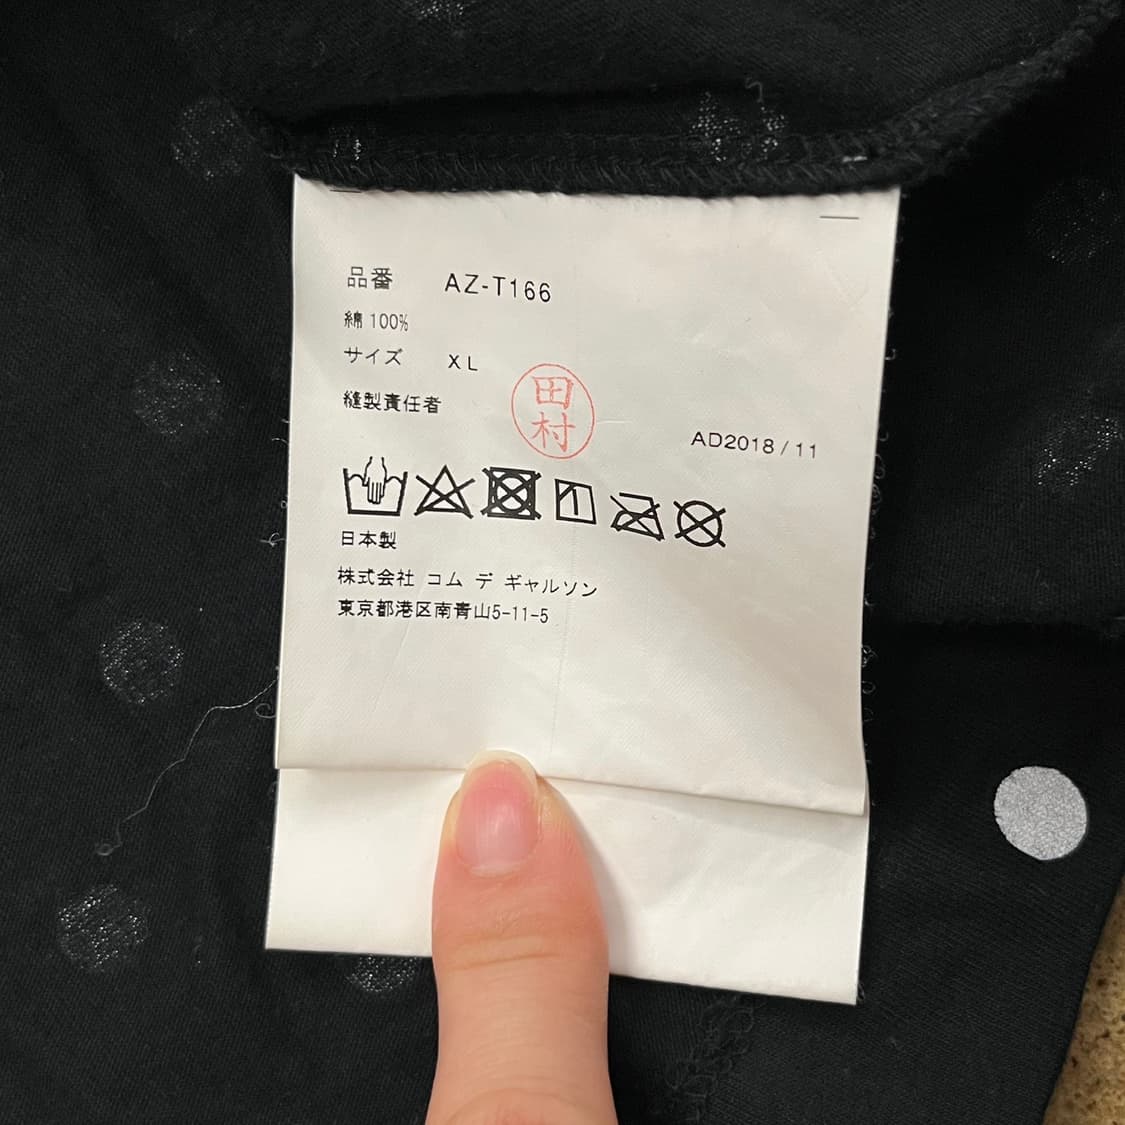 品番 AZ-T166
綿 100%
サイズ XL
縫製責任者 田村
AD2018/11
日本製
株式会社 コム デ ギャルソン
東京都港区南青山5-11-5